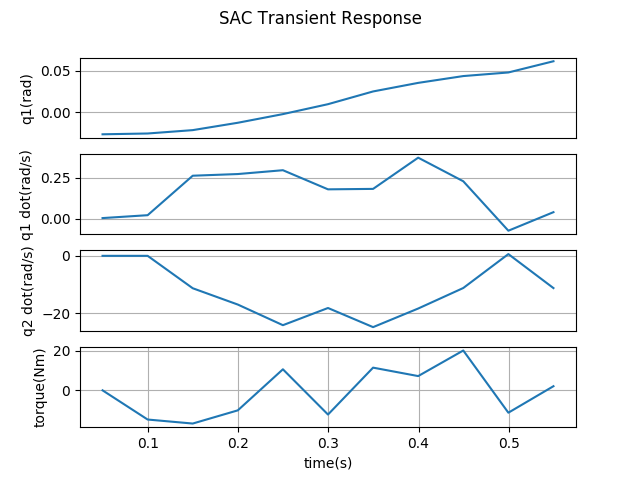 SAC Transient Response
q1(rad)
0.05
0.00
q1 dot(rad/s)
0.25
0.00
q2 dot(rad/s)
0
−20
torque(Nm)
20
0
0.1 0.2 0.3 0.4 0.5
time(s)